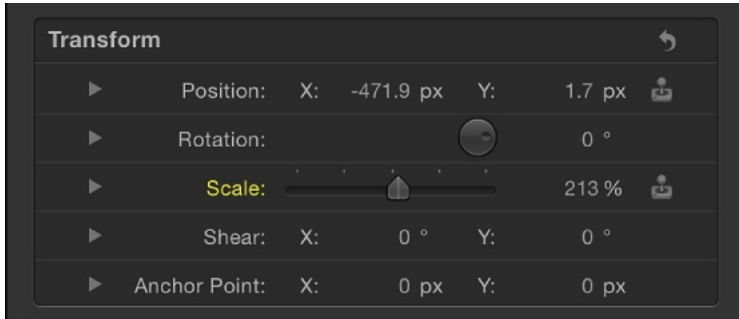 Transform
Position: X: -471.9 px Y: 1.7 px
Rotation: 0 °
Scale: 213 %
Shear: X: 0 ° Y: 0 °
Anchor Point: X: 0 px Y: 0 px